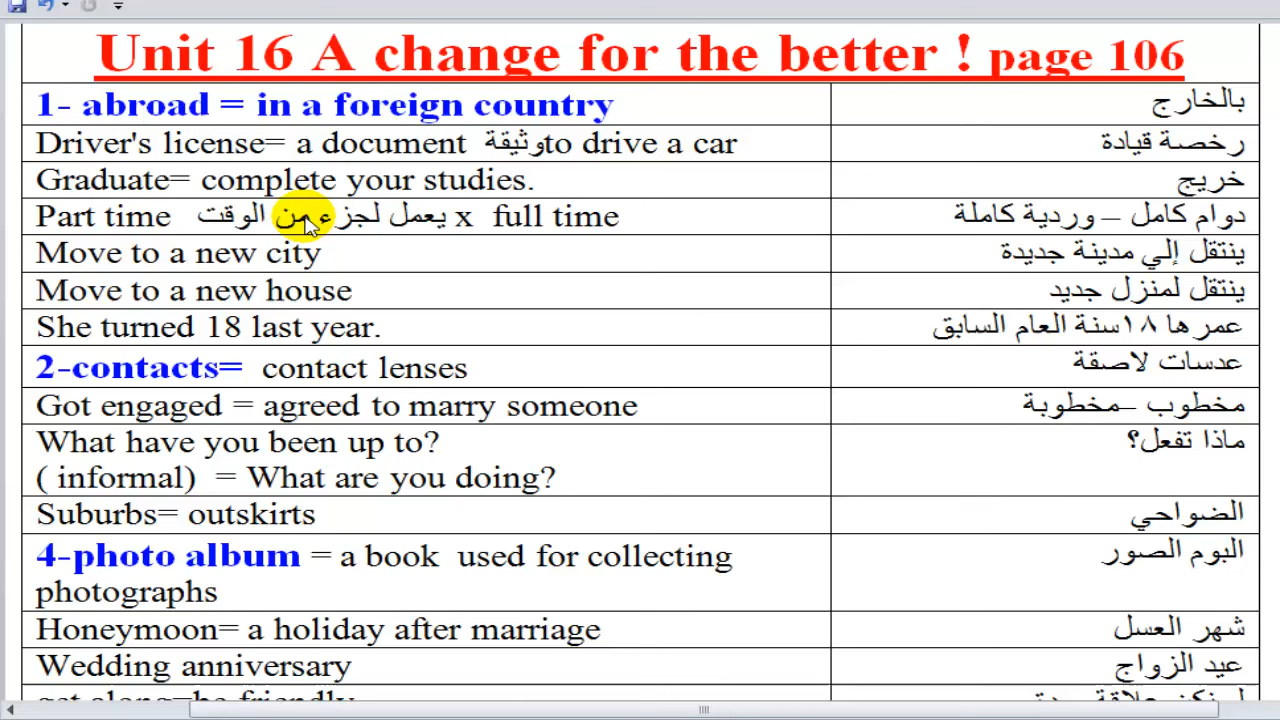 Unit 16 A change for the better ! page 106
1- abroad = in a foreign country بالخارج
Driver's license= a document وثيقة to drive a car رخصة قيادة
Graduate= complete your studies. خريج
Part time يعمل لجزء من الوقت x full time دوام كامل – وردية كاملة
Move to a new city ينتقل إلي مدينة جديدة
Move to a new house ينتقل لمنزل جديد
She turned 18 last year. عمرها ١٨سنة العام السابق
2-contacts= contact lenses عدسات لاصقة
Got engaged = agreed to marry someone مخطوب –مخطوبة
What have you been up to? ماذا تفعل؟
( informal) = What are you doing?
Suburbs= outskirts الضواحي
4-photo album = a book used for collecting البوم الصور
photographs
Honeymoon= a holiday after marriage شهر العسل
Wedding anniversary عيد الزواج
get along=be friendly